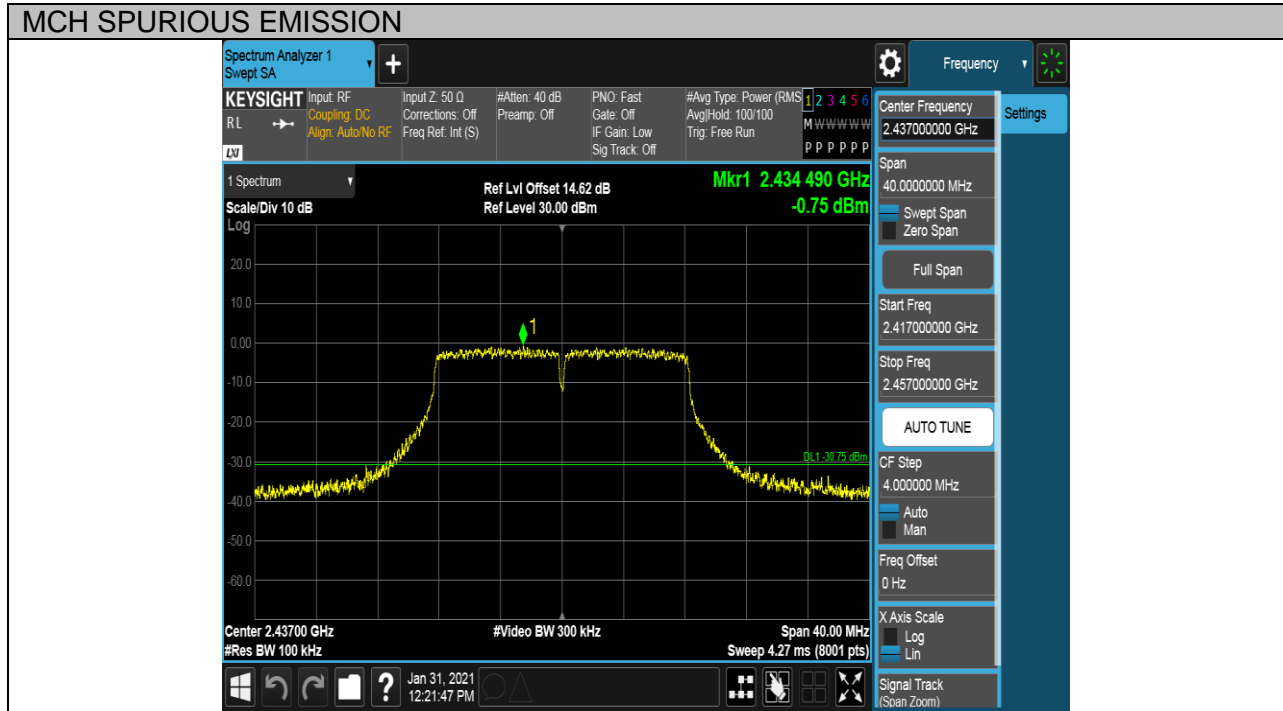 MCH SPURIOUS EMISSION
Spectrum Analyzer 1
Swept SA
+
Frequency
KEYSIGHT
RL
LXI
Input: RF
Coupling: DC
Align: Auto/No RF
Input Z: 50 Ω
Corrections: Off
Freq Ref: Int (S)
#Atten: 40 dB
Preamp: Off
PNO: Fast
Gate: Off
IF Gain: Low
Sig Track: Off
#Avg Type: Power (RMS
Avg|Hold: 100/100
Trig: Free Run
1 2 3 4 5 6
M W W W W W
P P P P P P
1 Spectrum
Scale/Div 10 dB
Log
Ref Lvl Offset 14.62 dB
Ref Level 30.00 dBm
Mkr1 2.434 490 GHz
-0.75 dBm
20.0
10.0
0.00
-10.0
-20.0
-30.0
-40.0
-50.0
-60.0
1
DL1 -30.75 dBm
Center 2.43700 GHz
#Res BW 100 kHz
#Video BW 300 kHz
Span 40.00 MHz
Sweep 4.27 ms (8001 pts)
?
Jan 31, 2021
12:21:47 PM
Center Frequency
2.437000000 GHz
Settings
Span
40.0000000 MHz
Swept Span
Zero Span
Full Span
Start Freq
2.417000000 GHz
Stop Freq
2.457000000 GHz
AUTO TUNE
CF Step
4.000000 MHz
Auto
Man
Freq Offset
0 Hz
X Axis Scale
Log
Lin
Signal Track
(Span Zoom)